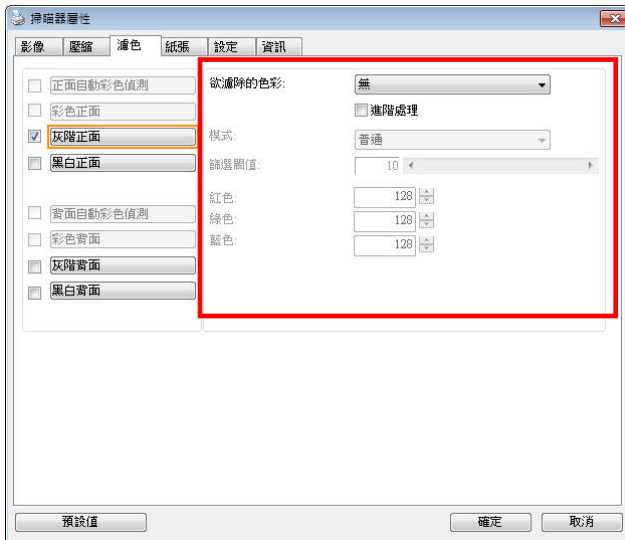 掃瞄器屬性
影像 壓縮 濾色 紙張 設定 資訊
正面自動彩色偵測
彩色正面
灰階正面
黑白正面
背面自動彩色偵測
彩色背面
灰階背面
黑白背面
欲濾除的色彩: 無
進階處理
模式: 普通
篩選閥值: 10
紅色: 128
綠色: 128
藍色: 128
預設值 確定 取消